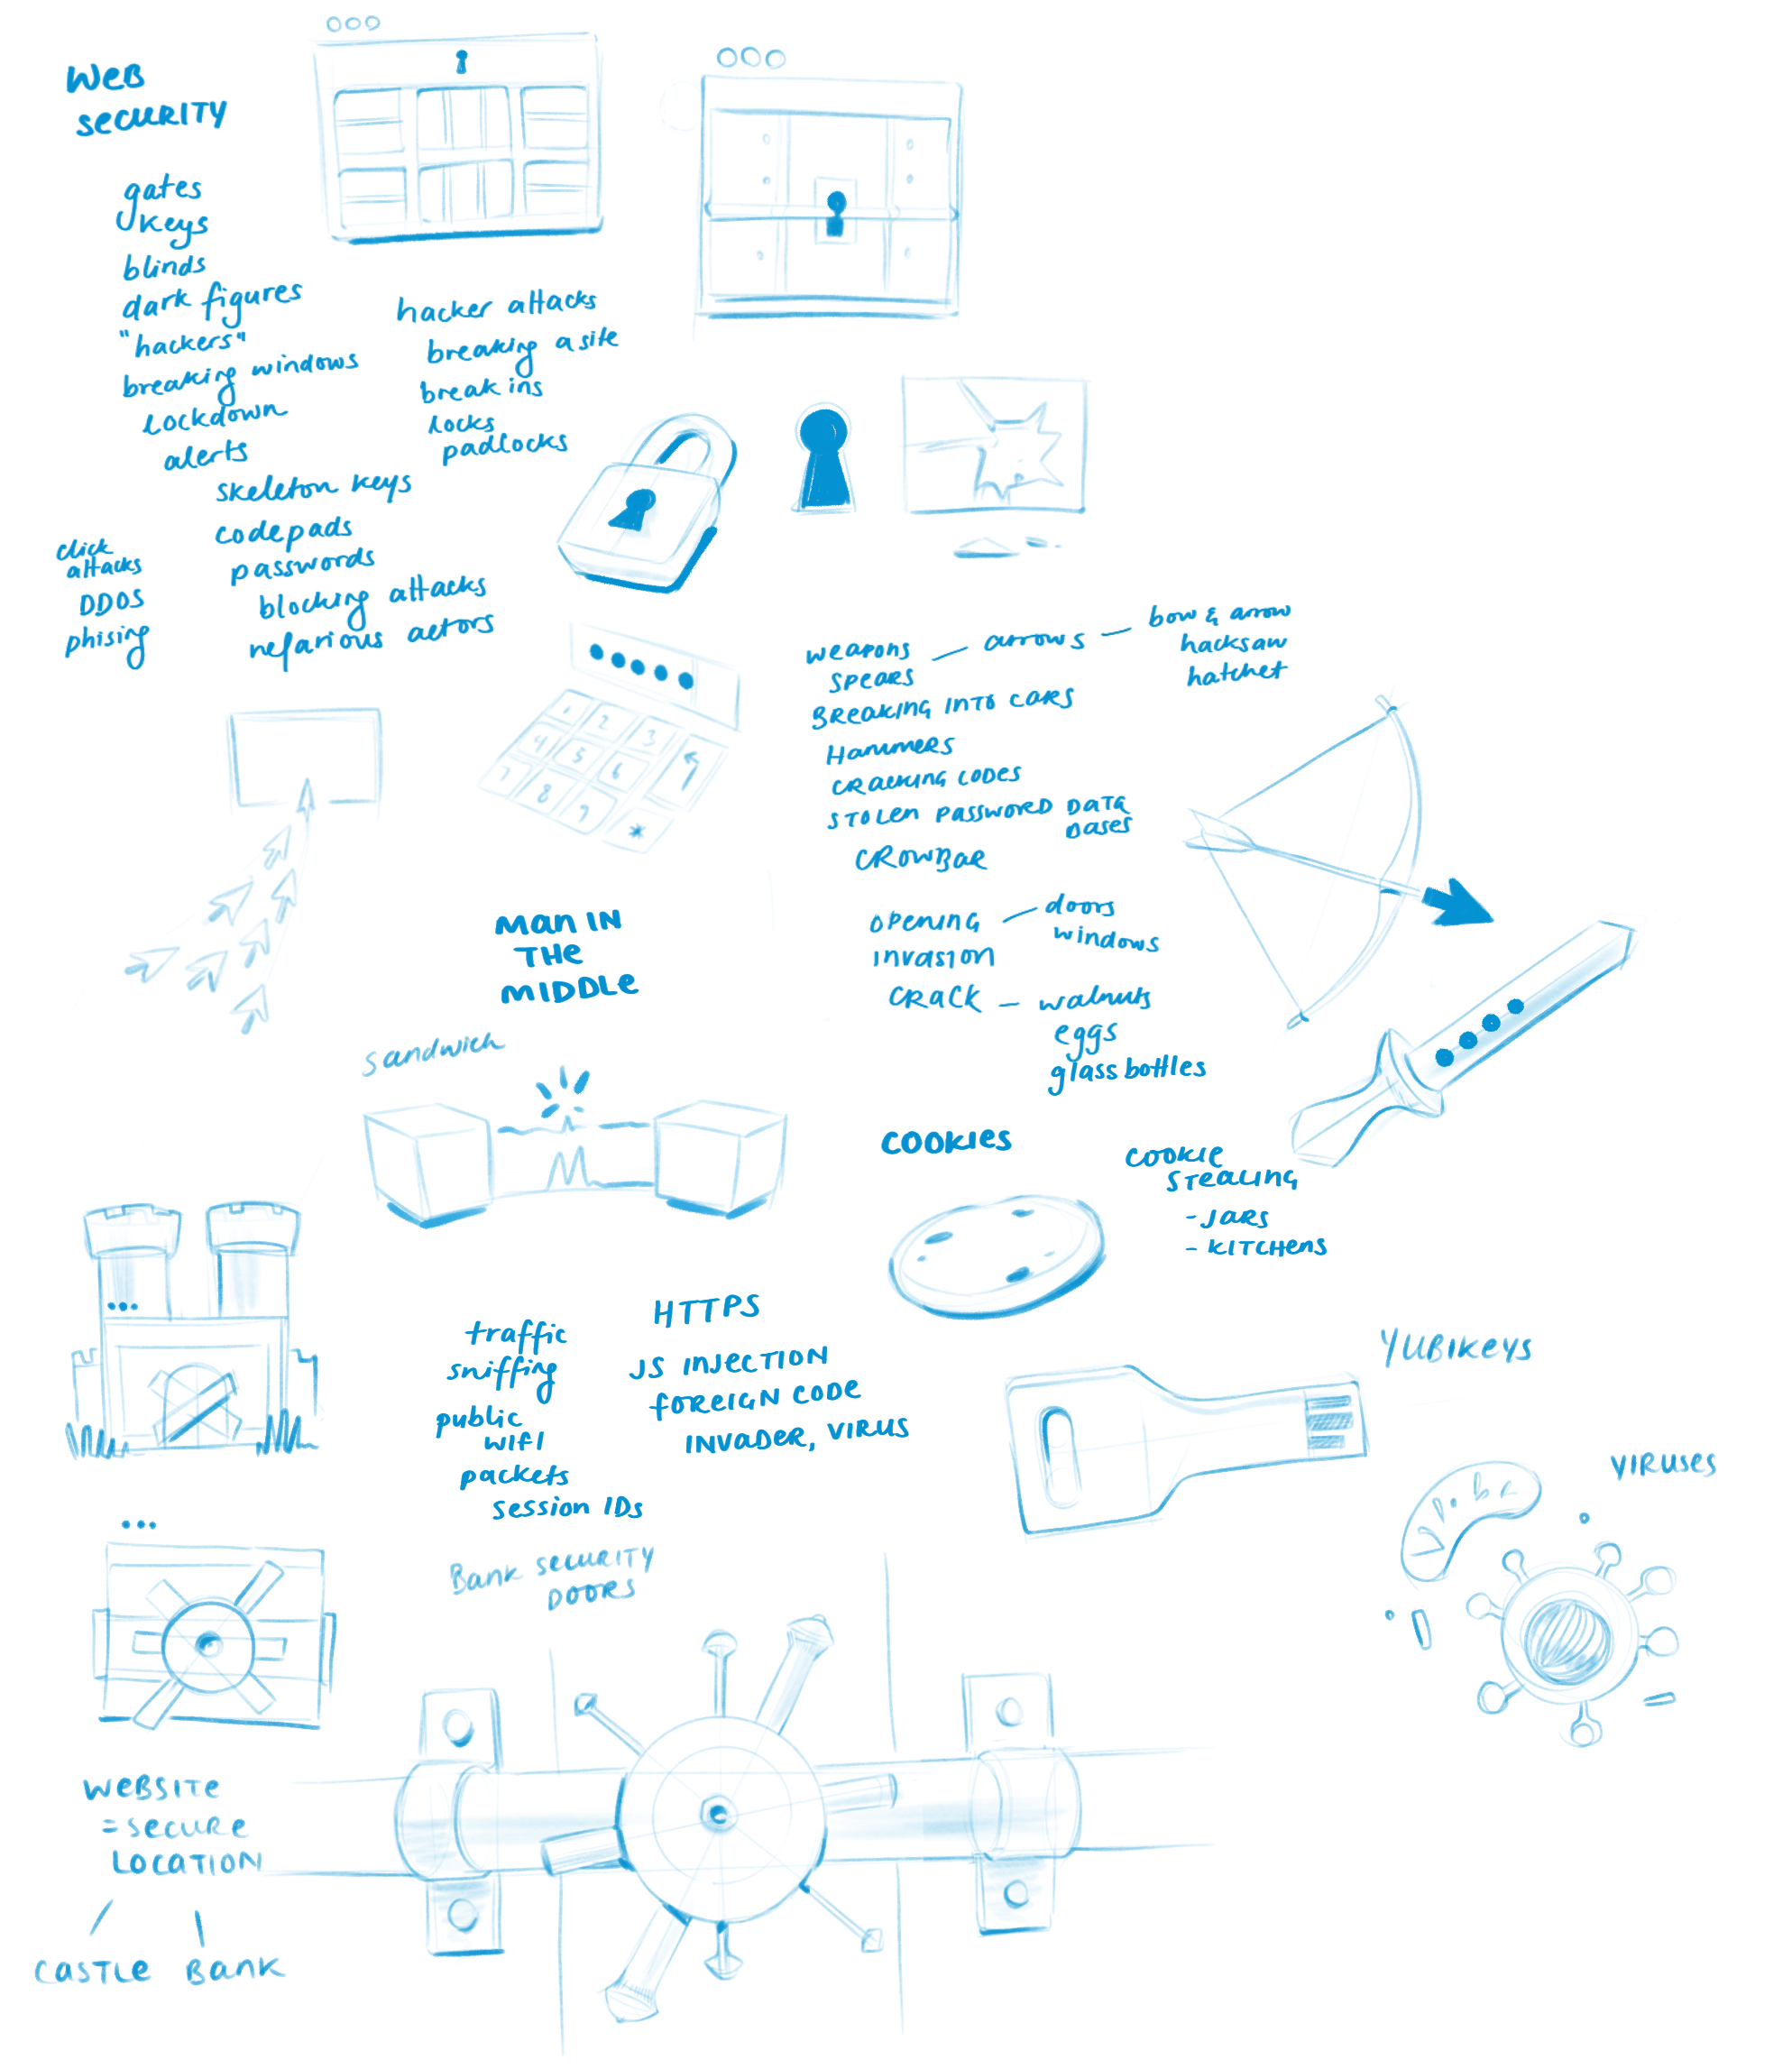 WEB
SECURITY
gates
keys
blinds
dark figures
"hackers"
breaking windows
Lockdown
alerts
skeleton keys
codepads
passwords
blocking attacks
nefarious actors
click
attacks
DDOS
phising
hacker attacks
breaking a site
break ins
locks
padlocks
1 2 3
4 5 6
7 8 9
*
weapons — arrows — bow & arrow
spears
hacksaw
hatchet
BREAKING INTO CARS
HAMMERS
CRACKING CODES
STOLEN PASSWORD DATA
BASES
CROWBAR
OPENING — doors
windows
INVASION
CRACK — walnuts
eggs
glass bottles
MAN IN
THE
MIDDLE
sandwich
COOKIES
COOKIE
STEALING
- JARS
- KITCHENS
traffic
sniffing
public
wifi
packets
session IDs
HTTPS
JS INJECTION
FOREIGN CODE
INVADER, VIRUS
YUBIKEYS
VIRUSES
BANK SECURITY
DOORS
WEBSITE
= SECURE
LOCATION
CASTLE BANK